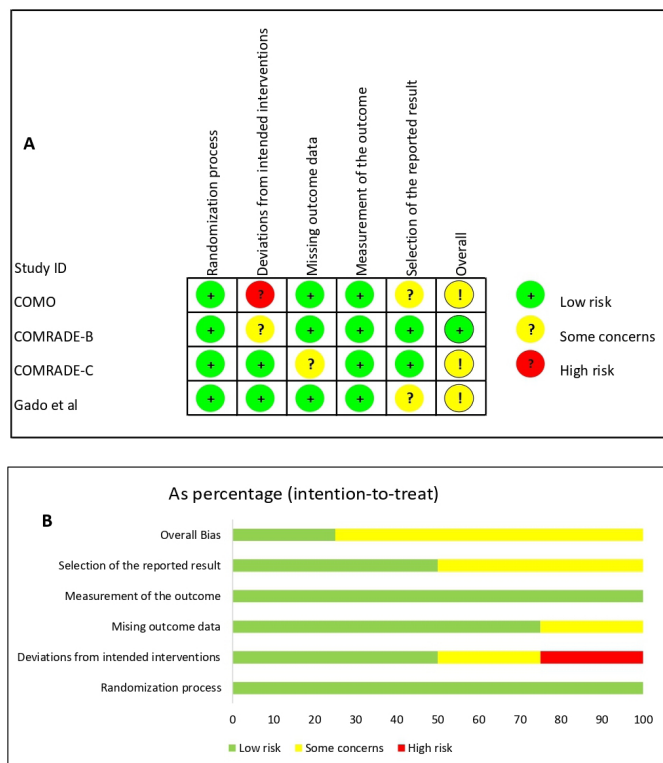 A
Randomization process
Deviations from intended interventions
Missing outcome data
Measurement of the outcome
Selection of the reported result
Overall
Study ID
COMO + ? + + ? !
COMRADE-B + ? + + + +
COMRADE-C + + ? + + !
Gado et al + + + + ? !
+ Low risk
? Some concerns
? High risk
As percentage (intention-to-treat)
B
Overall Bias
Selection of the reported result
Measurement of the outcome
Mising outcome data
Deviations from intended interventions
Randomization process
0 10 20 30 40 50 60 70 80 90 100
Low risk Some concerns High risk